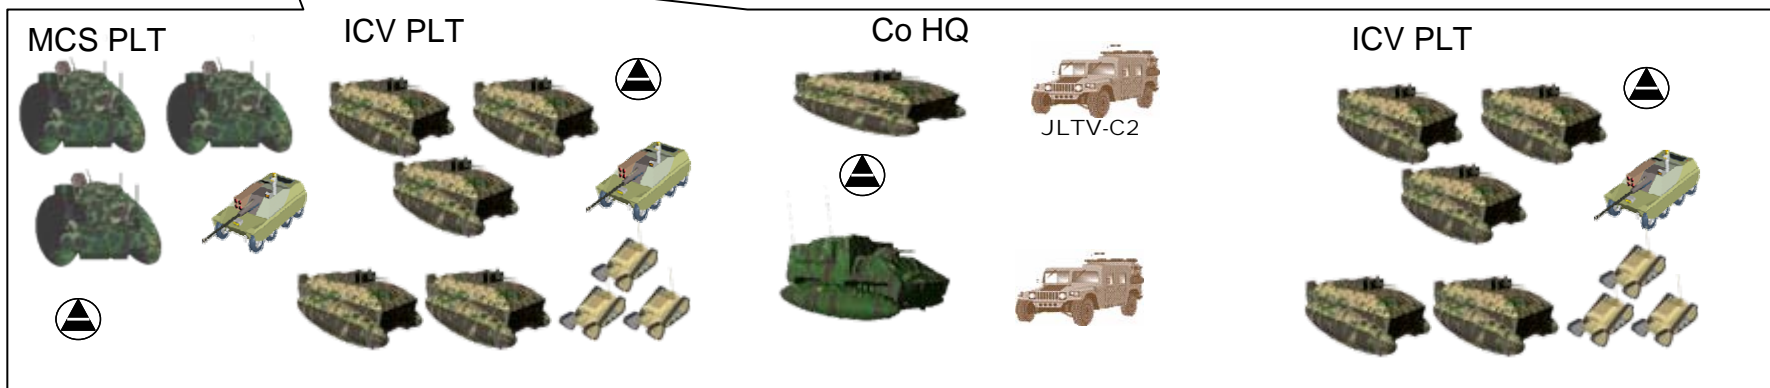 MCS PLT
ICV PLT
Co HQ
ICV PLT
JLTV-C2